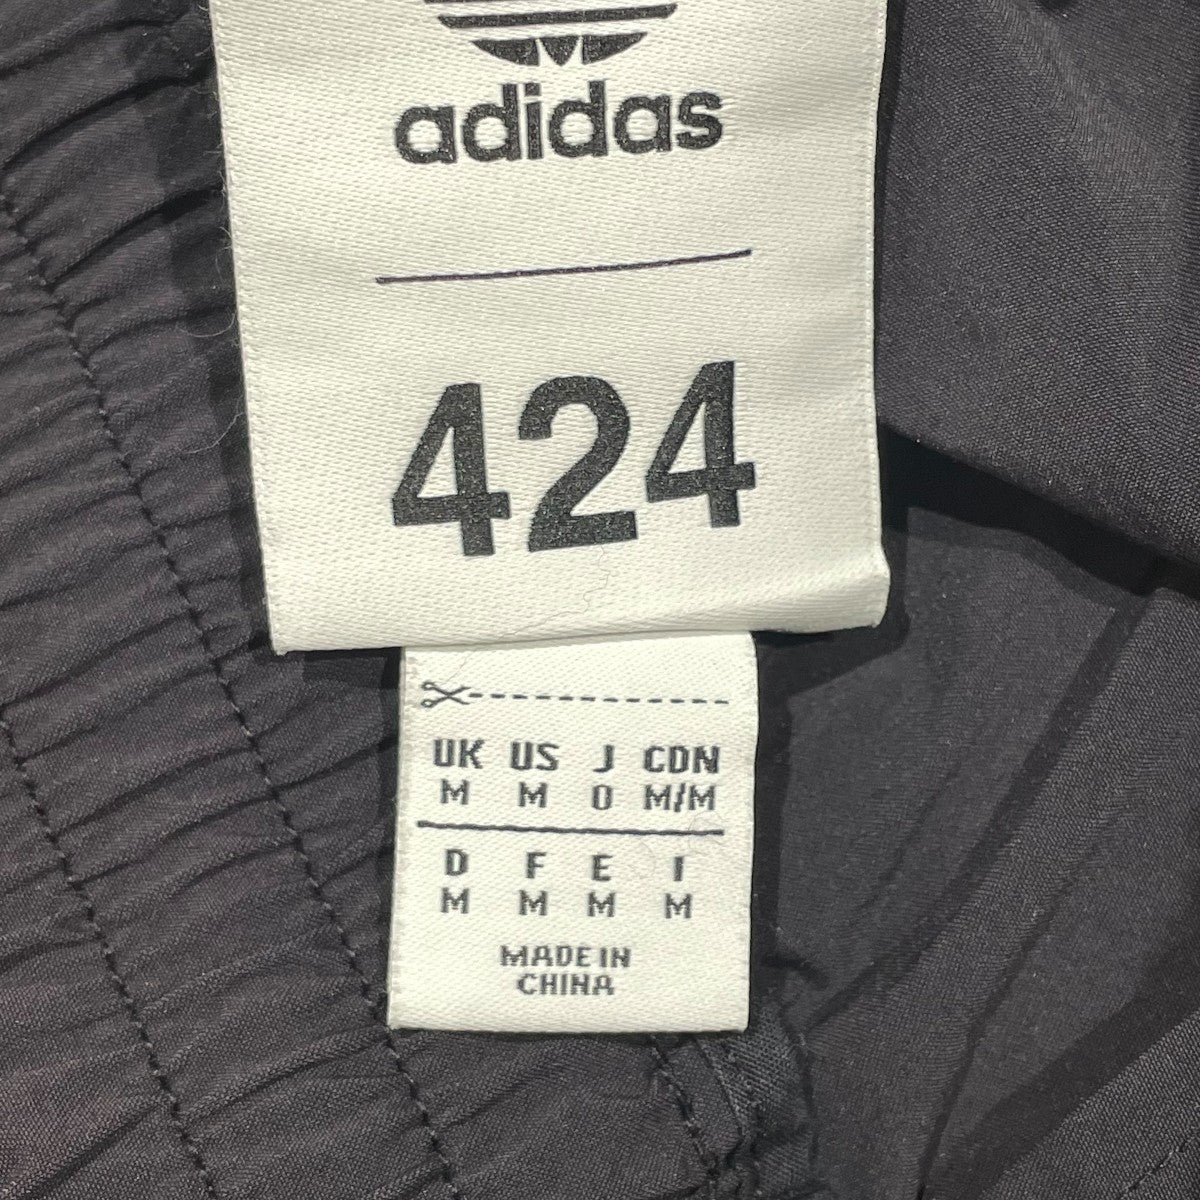 adidas
424
UK US J CDN
M M O M/M
D F E I
M M M M
MADE IN
CHINA